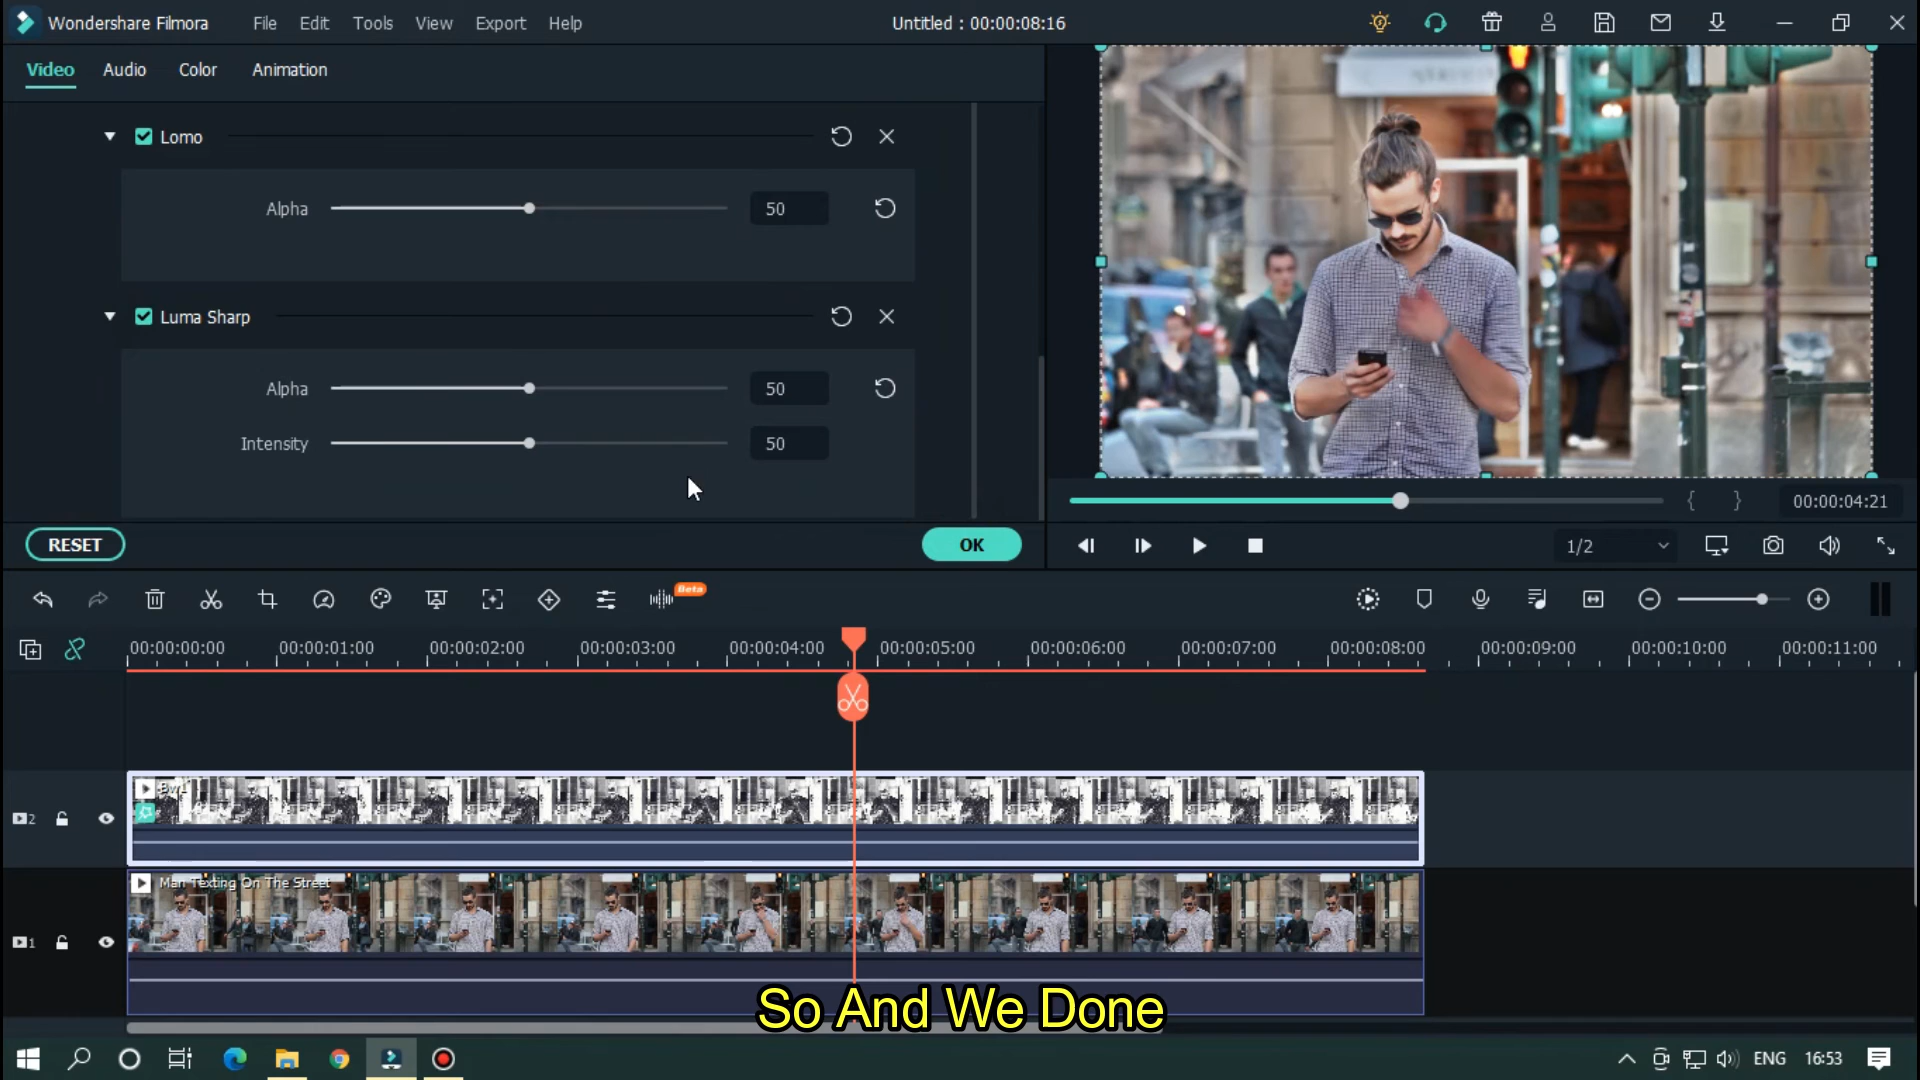 Wondershare Filmora
File
Edit
Tools
View
Export
Help
Untitled : 00:00:08:16
Video
Audio
Color
Animation
Lomo
Alpha
50
Luma Sharp
Alpha
50
Intensity
50
RESET
OK
{ }
00:00:04:21
1/2
Beta
00:00:00:00
00:00:01:00
00:00:02:00
00:00:03:00
00:00:04:00
00:00:05:00
00:00:06:00
00:00:07:00
00:00:08:00
00:00:09:00
00:00:10:00
00:00:11:00
2
1
Man Texting On The Street
So And We Done
ENG
16:53